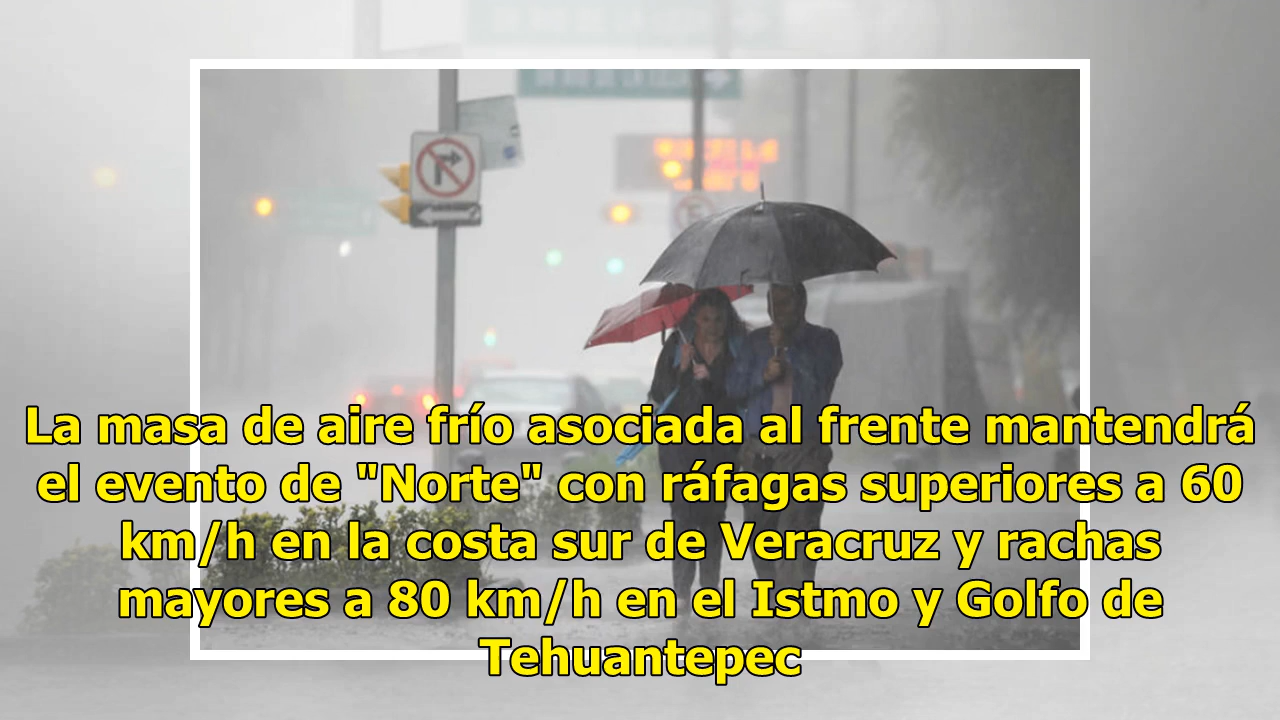 La masa de aire frío asociada al frente mantendrá
el evento de "Norte" con ráfagas superiores a 60
km/h en la costa sur de Veracruz y rachas
mayores a 80 km/h en el Istmo y Golfo de
Tehuantepec